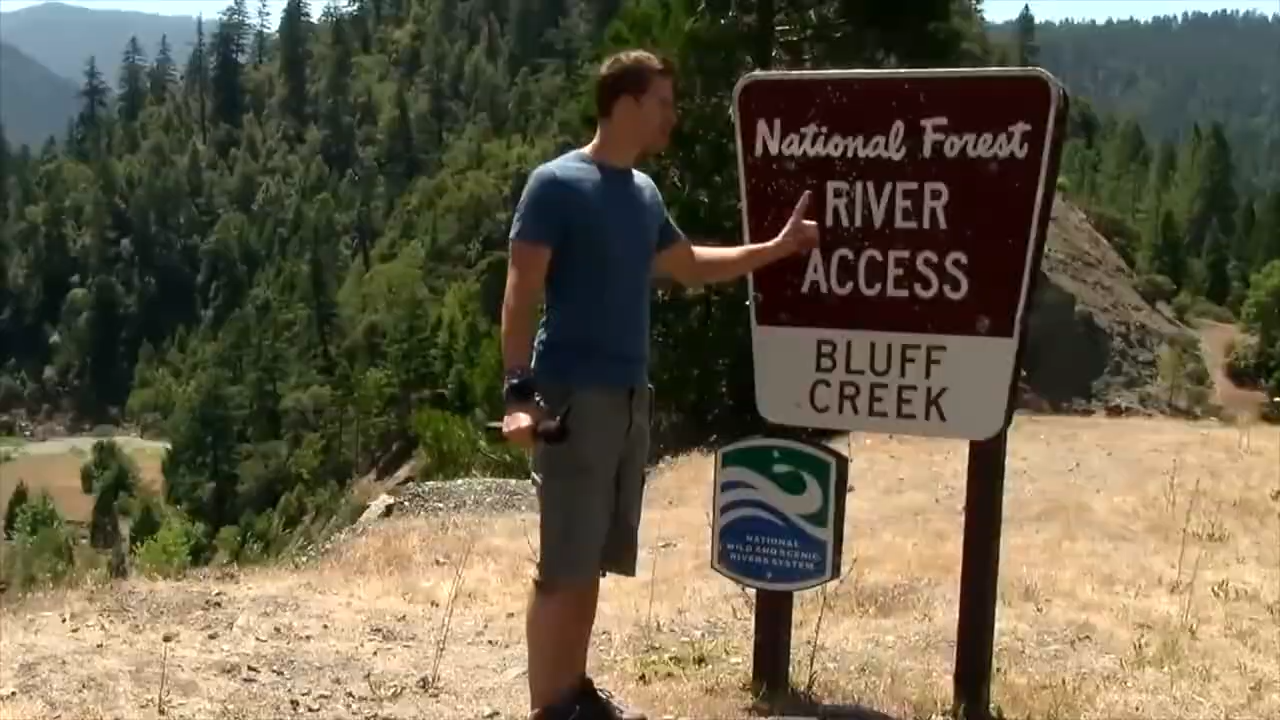 National Forest
RIVER
ACCESS
BLUFF
CREEK
NATIONAL
WILD AND SCENIC
RIVERS SYSTEM